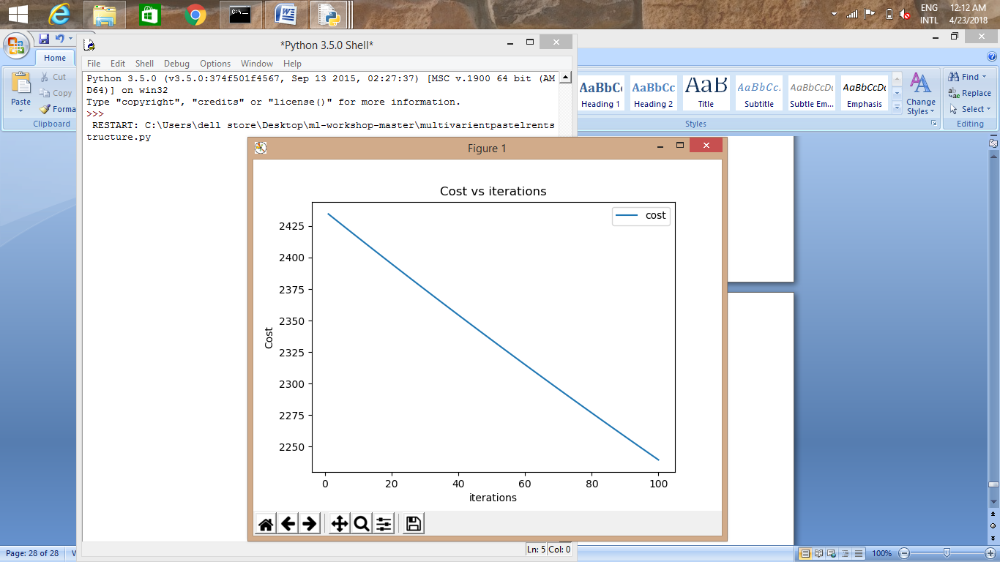 ENG 12:12 AM
INTL 4/23/2018
*Python 3.5.0 Shell*
Home
File Edit Shell Debug Options Window Help
Python 3.5.0 (v3.5.0:374f501f4567, Sep 13 2015, 02:27:37) [MSC v.1900 64 bit (AM
D64)] on win32
Type "copyright", "credits" or "license()" for more information.
>>>
RESTART: C:\Users\dell store\Desktop\ml-workshop-master\multivarientpastelrents
tructure.py
Paste
Cut
Copy
Forma
Clipboard
AaBbC AaBbCc AaB AaBbCc. AaBbCcDc AaBbCcDc
Heading 1 Heading 2 Title Subtitle Subtle Em... Emphasis
Change
Styles
Styles
Find
Replace
Select
Editing
Figure 1
Cost vs iterations
cost
2425
2400
2375
2350
2325
2300
2275
2250
Cost
0 20 40 60 80 100
iterations
Ln: 5 Col: 0
Page: 28 of 28
100%